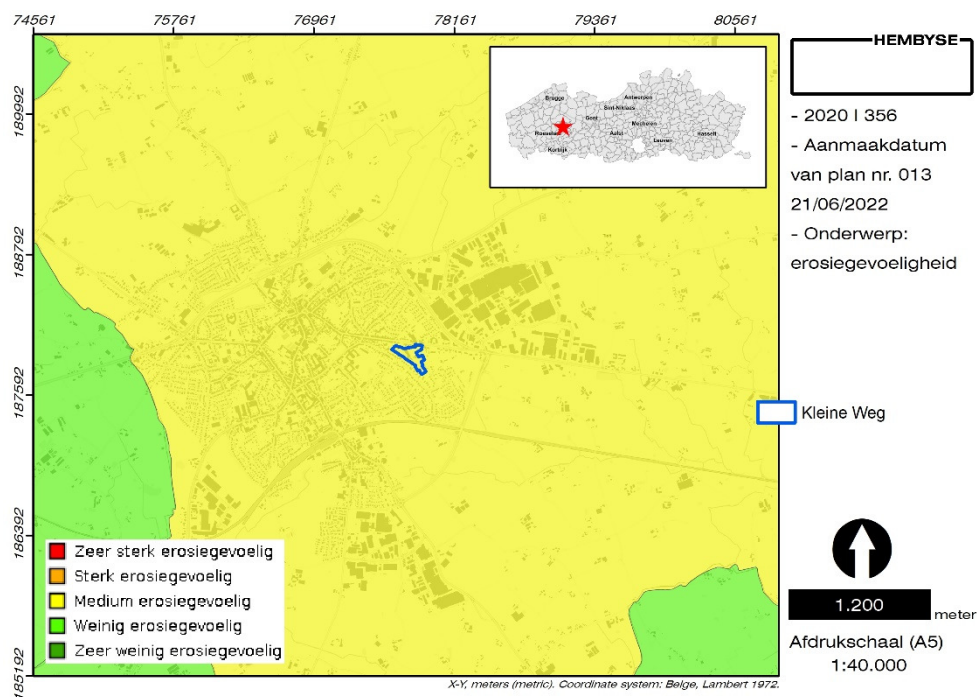 74561
75761
76961
78161
79361
80561
189992
188792
187592
186392
185192
Brugge
Antwerpen
Sint-Niklaas
Gent
Mechelen
Roeselare
Aalst
Leuven
Hasselt
Kortrijk
Zeer sterk erosiegevoelig
Sterk erosiegevoelig
Medium erosiegevoelig
Weinig erosiegevoelig
Zeer weinig erosiegevoelig
X-Y, meters (metric). Coordinate system: Belge, Lambert 1972.
HEMBYSE
- 2020 I 356
- Aanmaakdatum
van plan nr. 013
21/06/2022
- Onderwerp:
erosiegevoeligheid
Kleine Weg
1.200 meter
Afdrukschaal (A5)
1:40.000